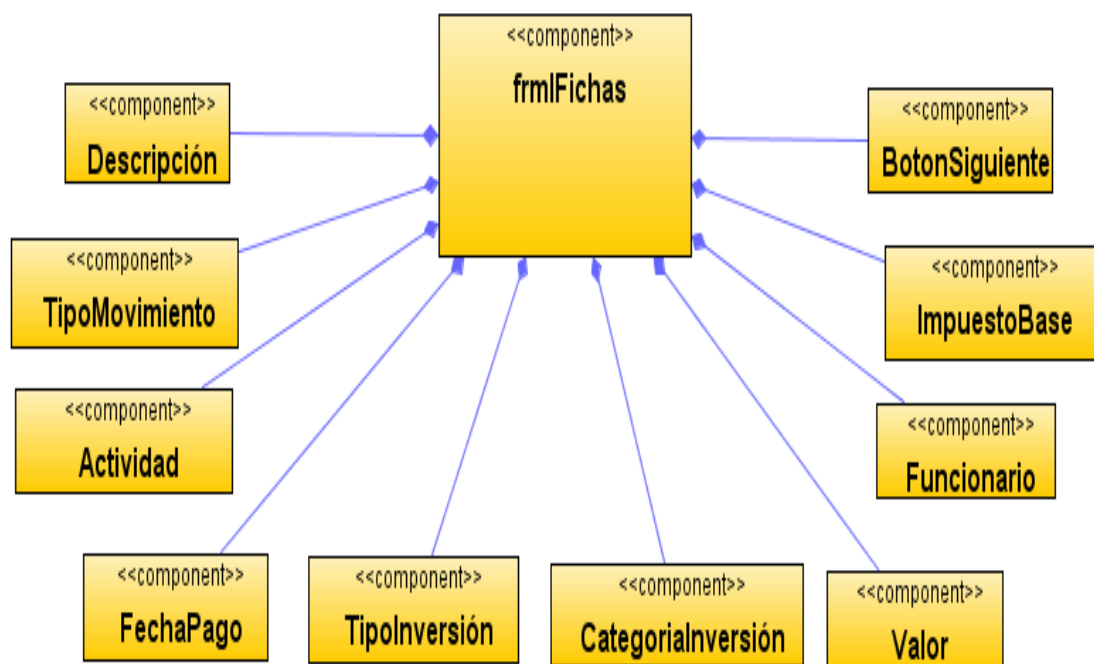 <<component>>
frmlFichas
<<component>>
Descripción
<<component>>
BotonSiguiente
<<component>>
TipoMovimiento
<<component>>
ImpuestoBase
<<component>>
Actividad
<<component>>
Funcionario
<<component>>
FechaPago
<<component>>
TipoInversión
<<component>>
CategoriaInversión
<<component>>
Valor